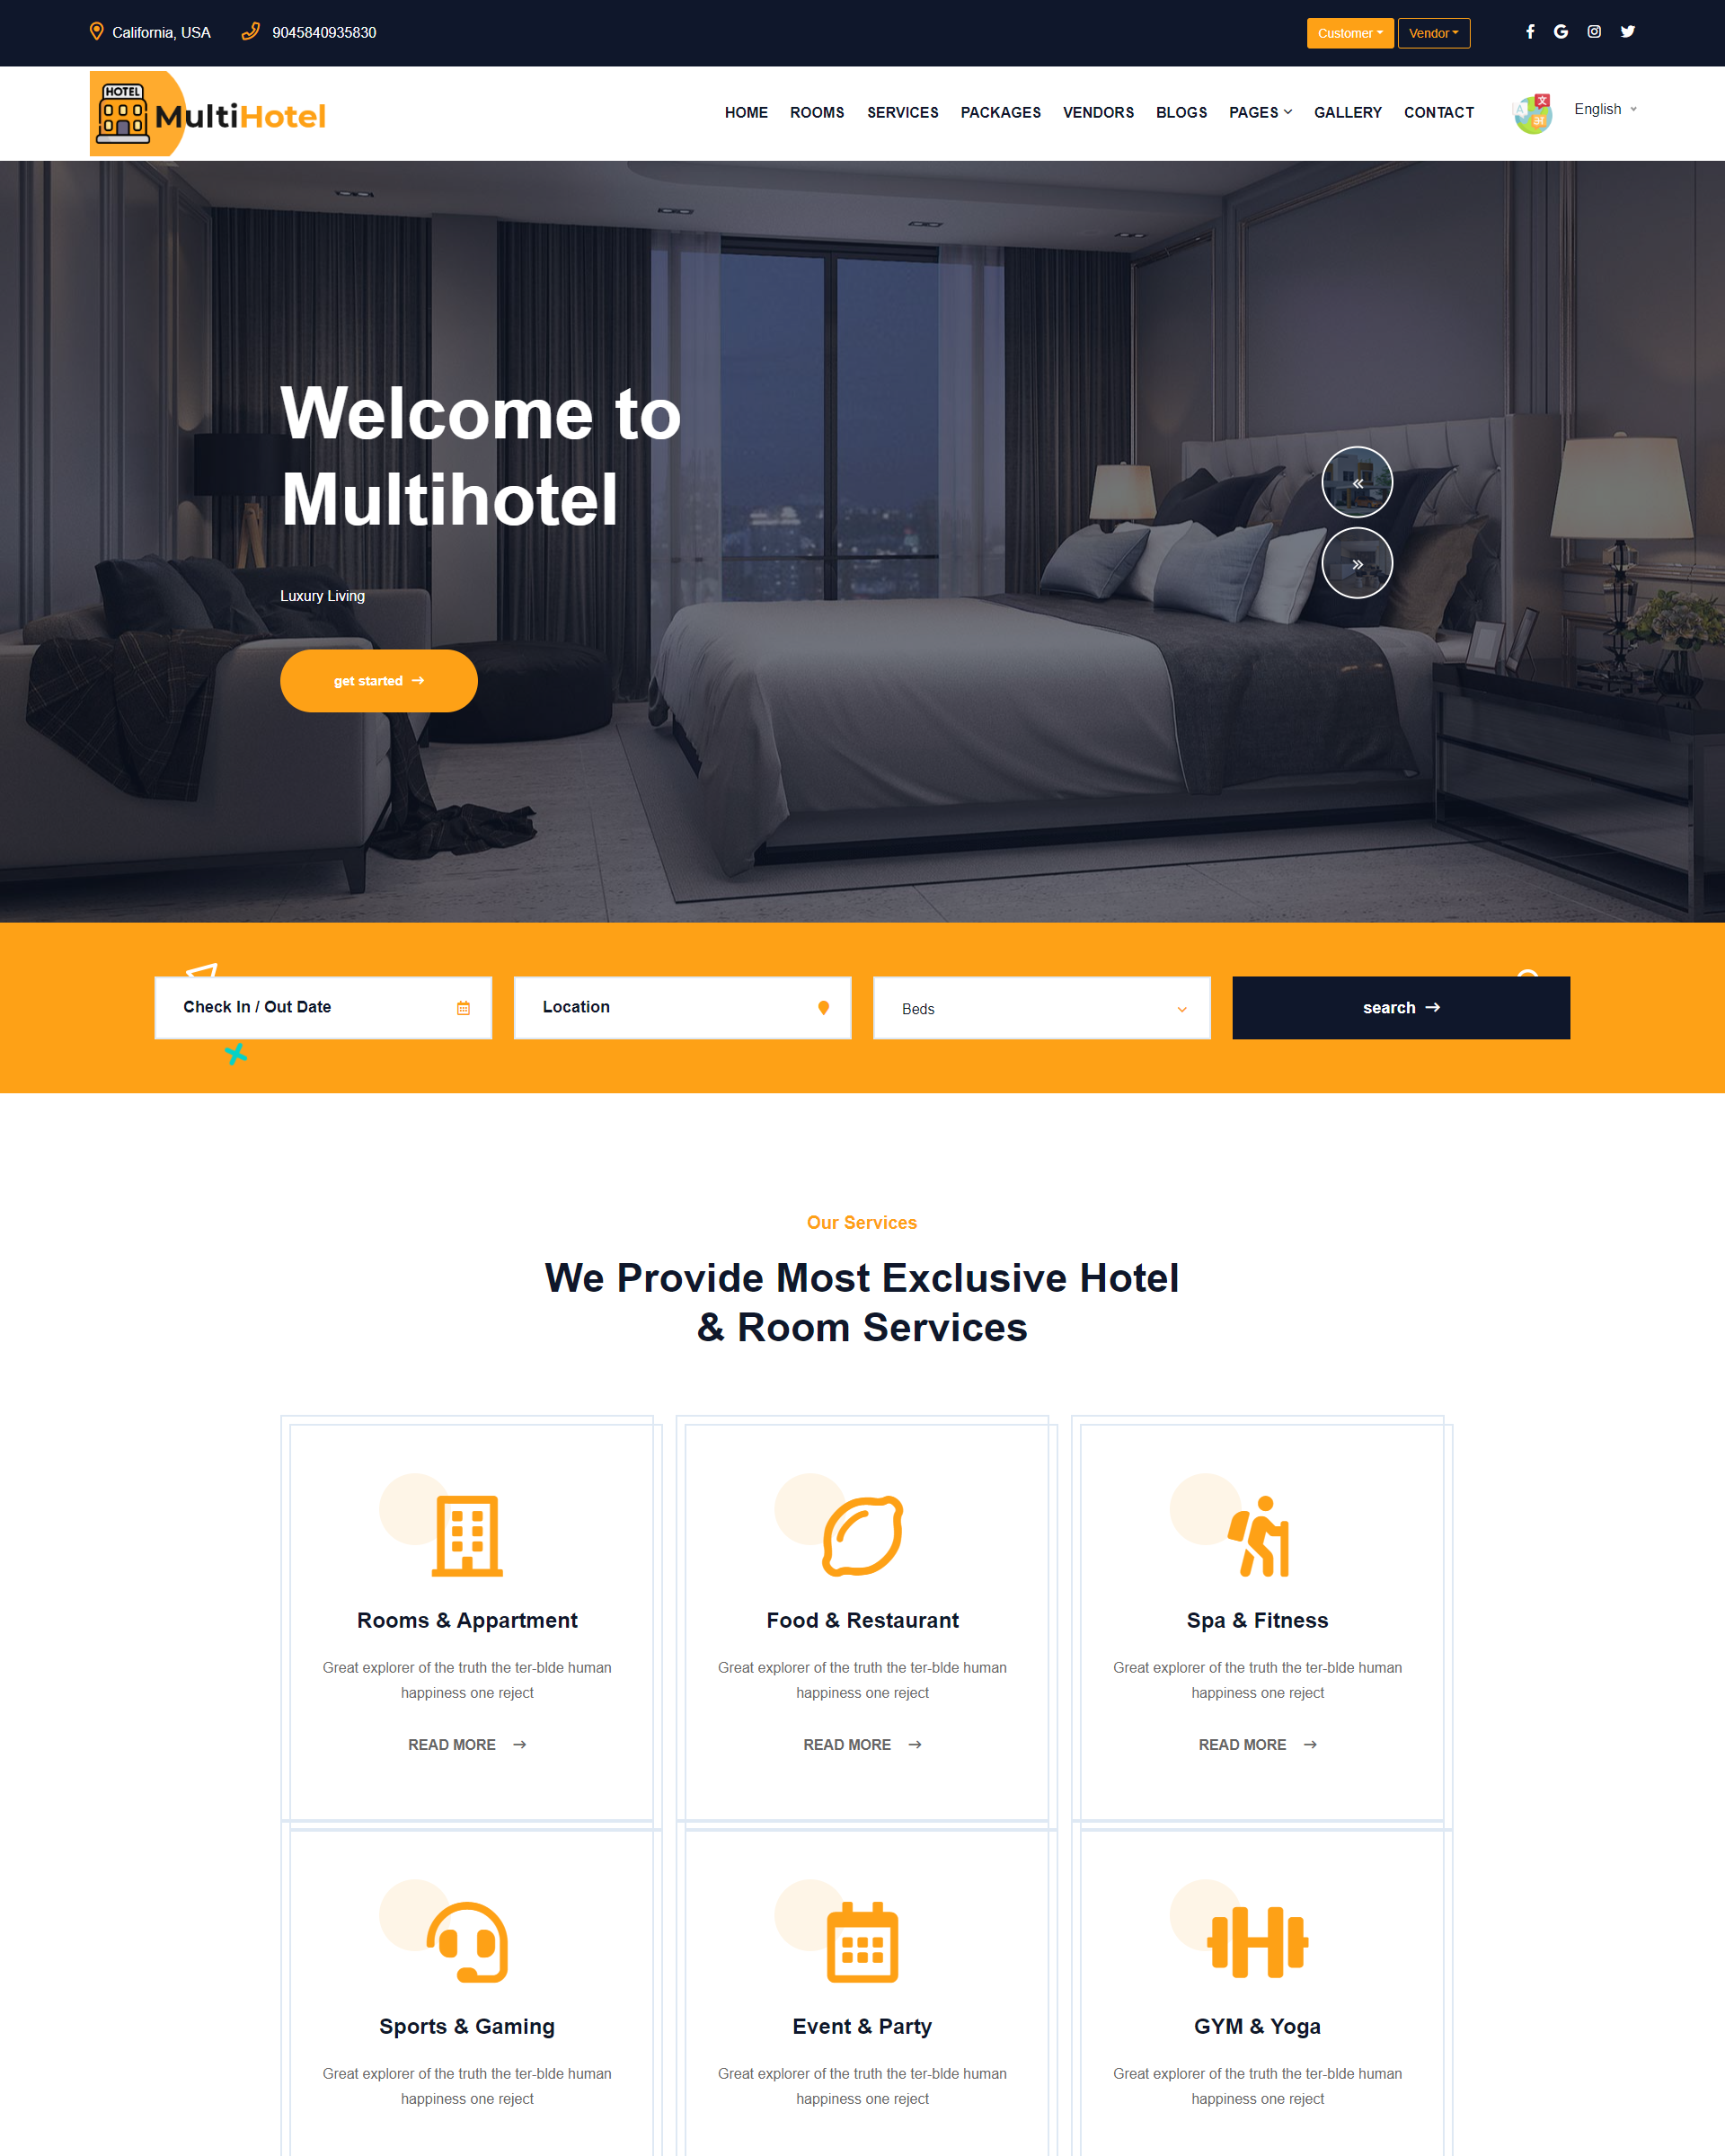 California, USA
9045840935830
Customer
Vendor
HOTEL
MultiHotel
HOME
ROOMS
SERVICES
PACKAGES
VENDORS
BLOGS
PAGES
GALLERY
CONTACT
English
Welcome to
Multihotel
Luxury Living
get started
Check In / Out Date
Location
Beds
search
Our Services
We Provide Most Exclusive Hotel
& Room Services
Rooms & Appartment
Great explorer of the truth the ter-blde human
happiness one reject
READ MORE
Food & Restaurant
Great explorer of the truth the ter-blde human
happiness one reject
READ MORE
Spa & Fitness
Great explorer of the truth the ter-blde human
happiness one reject
READ MORE
Sports & Gaming
Great explorer of the truth the ter-blde human
happiness one reject
Event & Party
Great explorer of the truth the ter-blde human
happiness one reject
GYM & Yoga
Great explorer of the truth the ter-blde human
happiness one reject